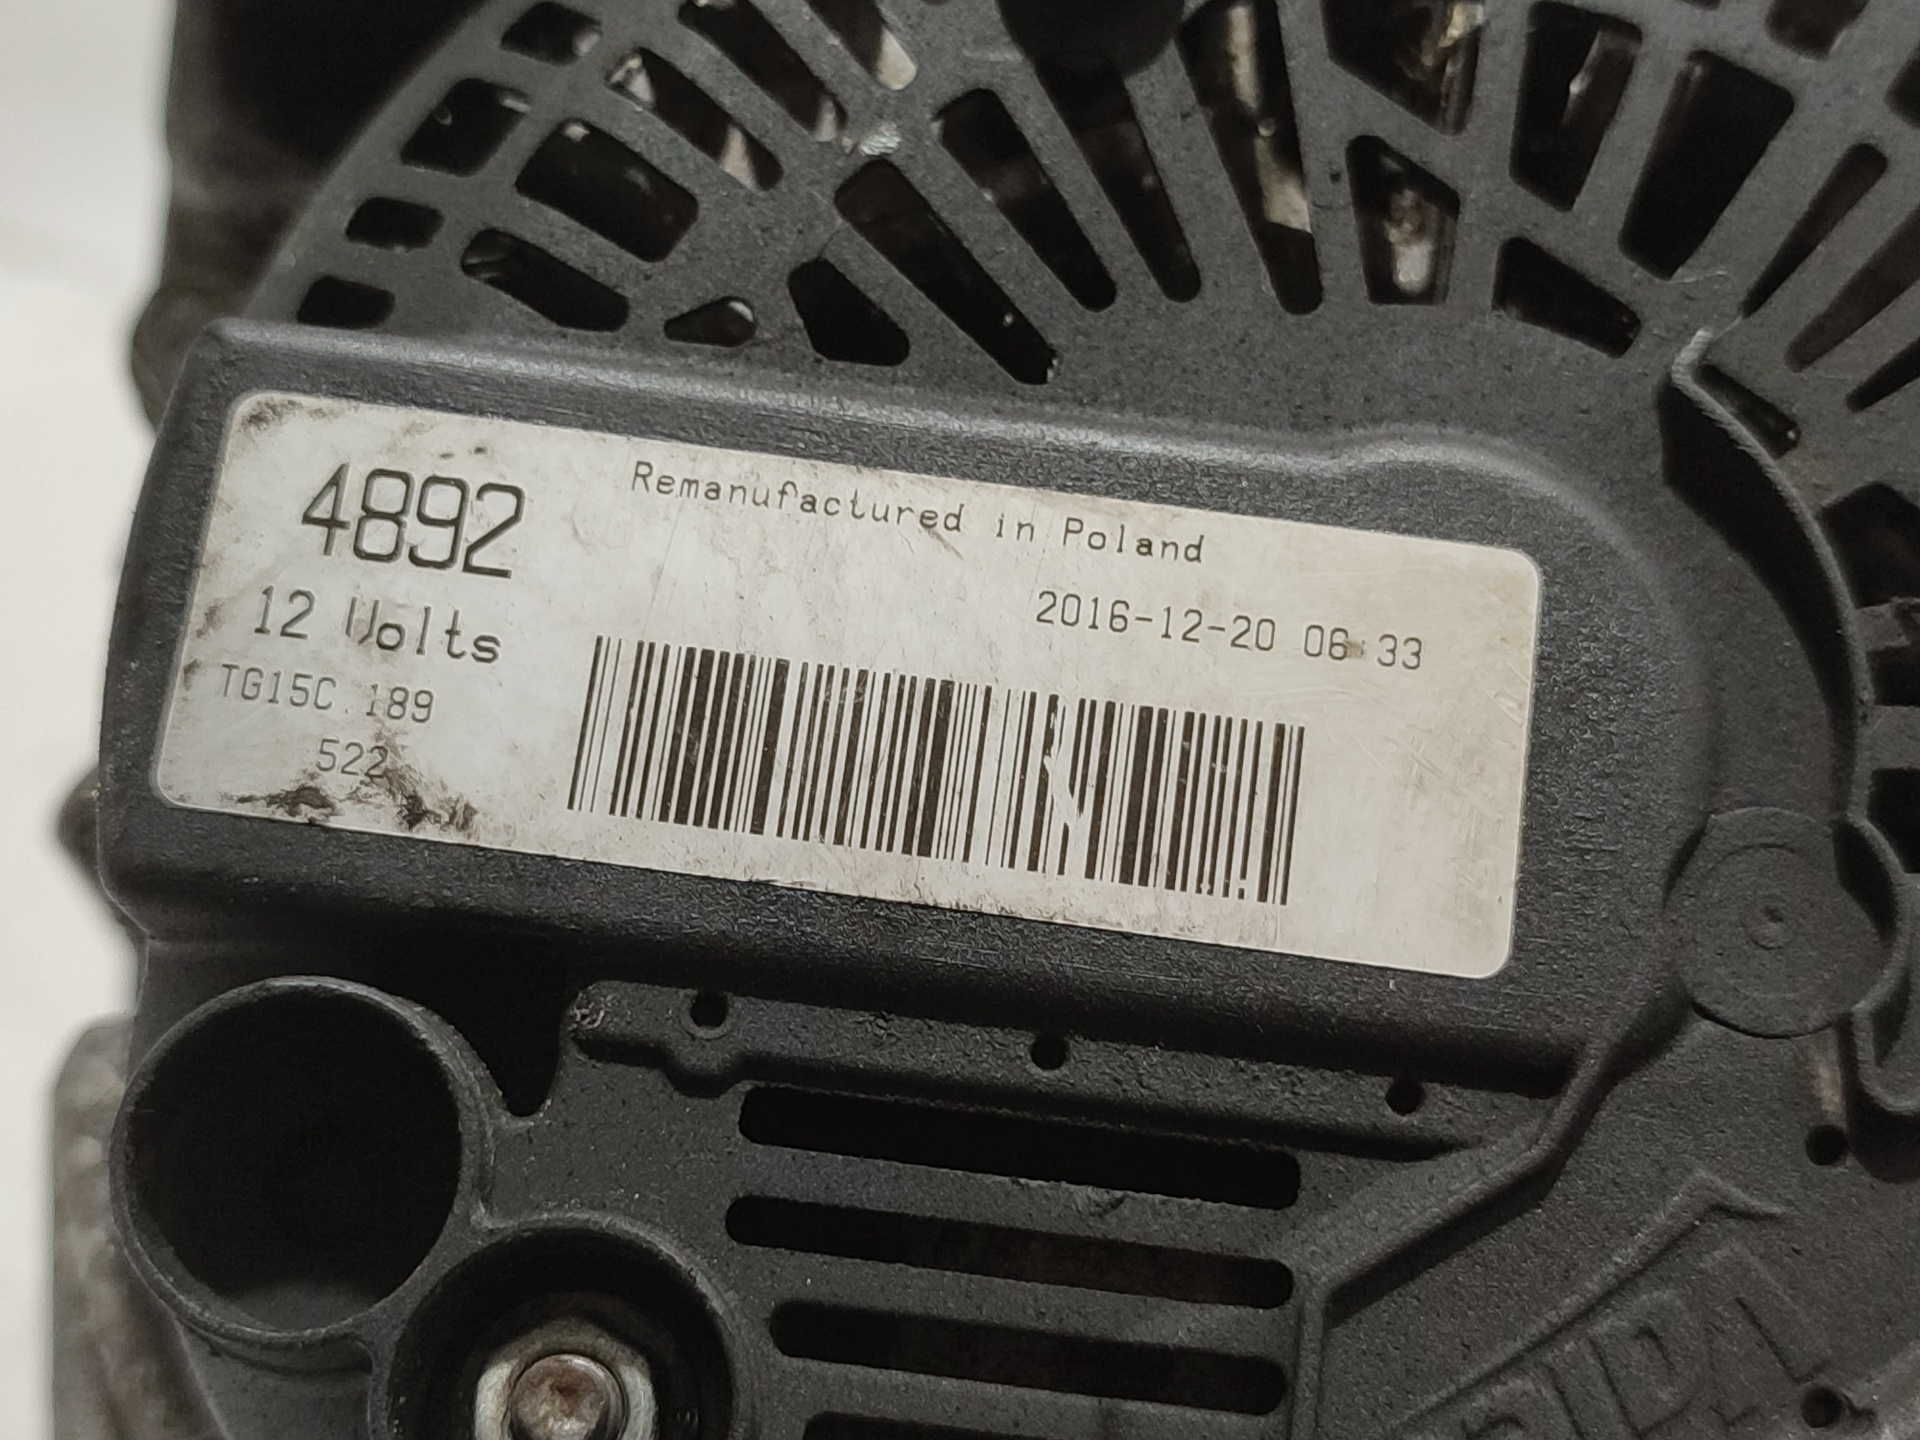 4892
Remanufactured in Poland
12 Volts
2016-12-20 06:33
TG15C.189
522